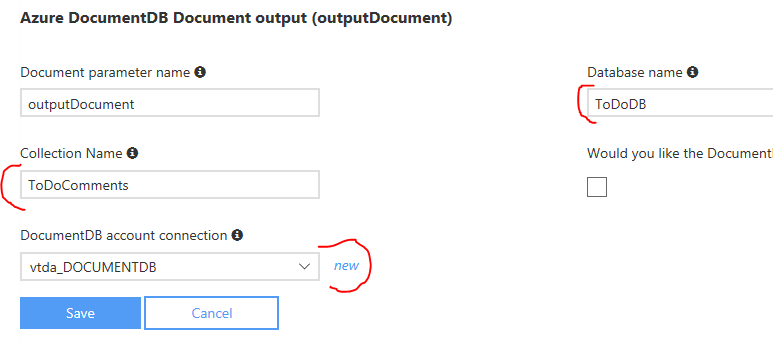 Azure DocumentDB Document output (outputDocument)
Document parameter name
Database name
outputDocument
ToDoDB
Collection Name
Would you like the Document
ToDoComments
DocumentDB account connection
vtda_DOCUMENTDB
new
Save
Cancel